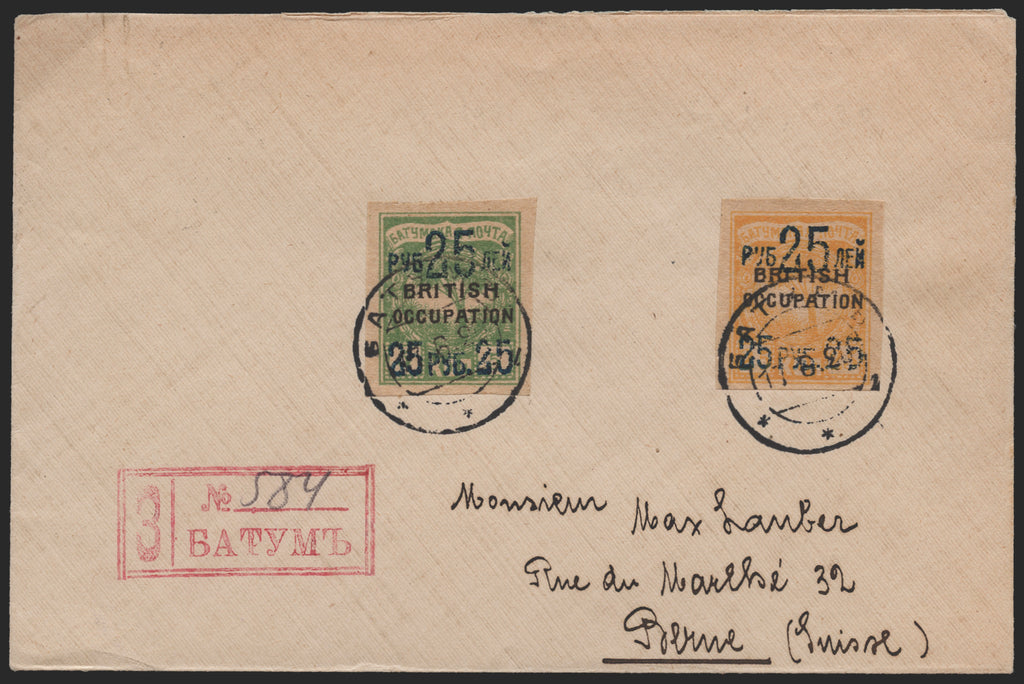 БАТУМСКАЯ ПОЧТА
25
РУБ ЛЕЙ
BRITISH
OCCUPATION
25 РУБ. 25
25
РУБ ЛЕЙ
BRITISH
OCCUPATION
25 РУБ. 25
З
№ 584
БАТУМЪ
Monsieur Max Lauber
Rue du Marché 32
Berne (Suisse)